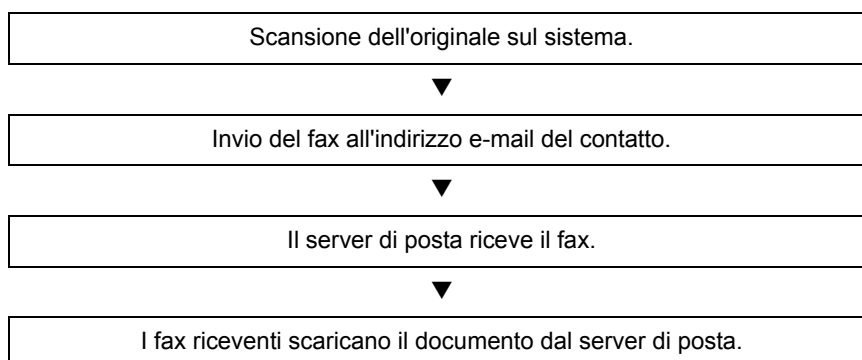 Scansione dell'originale sul sistema.
Invio del fax all'indirizzo e-mail del contatto.
Il server di posta riceve il fax.
I fax riceventi scaricano il documento dal server di posta.